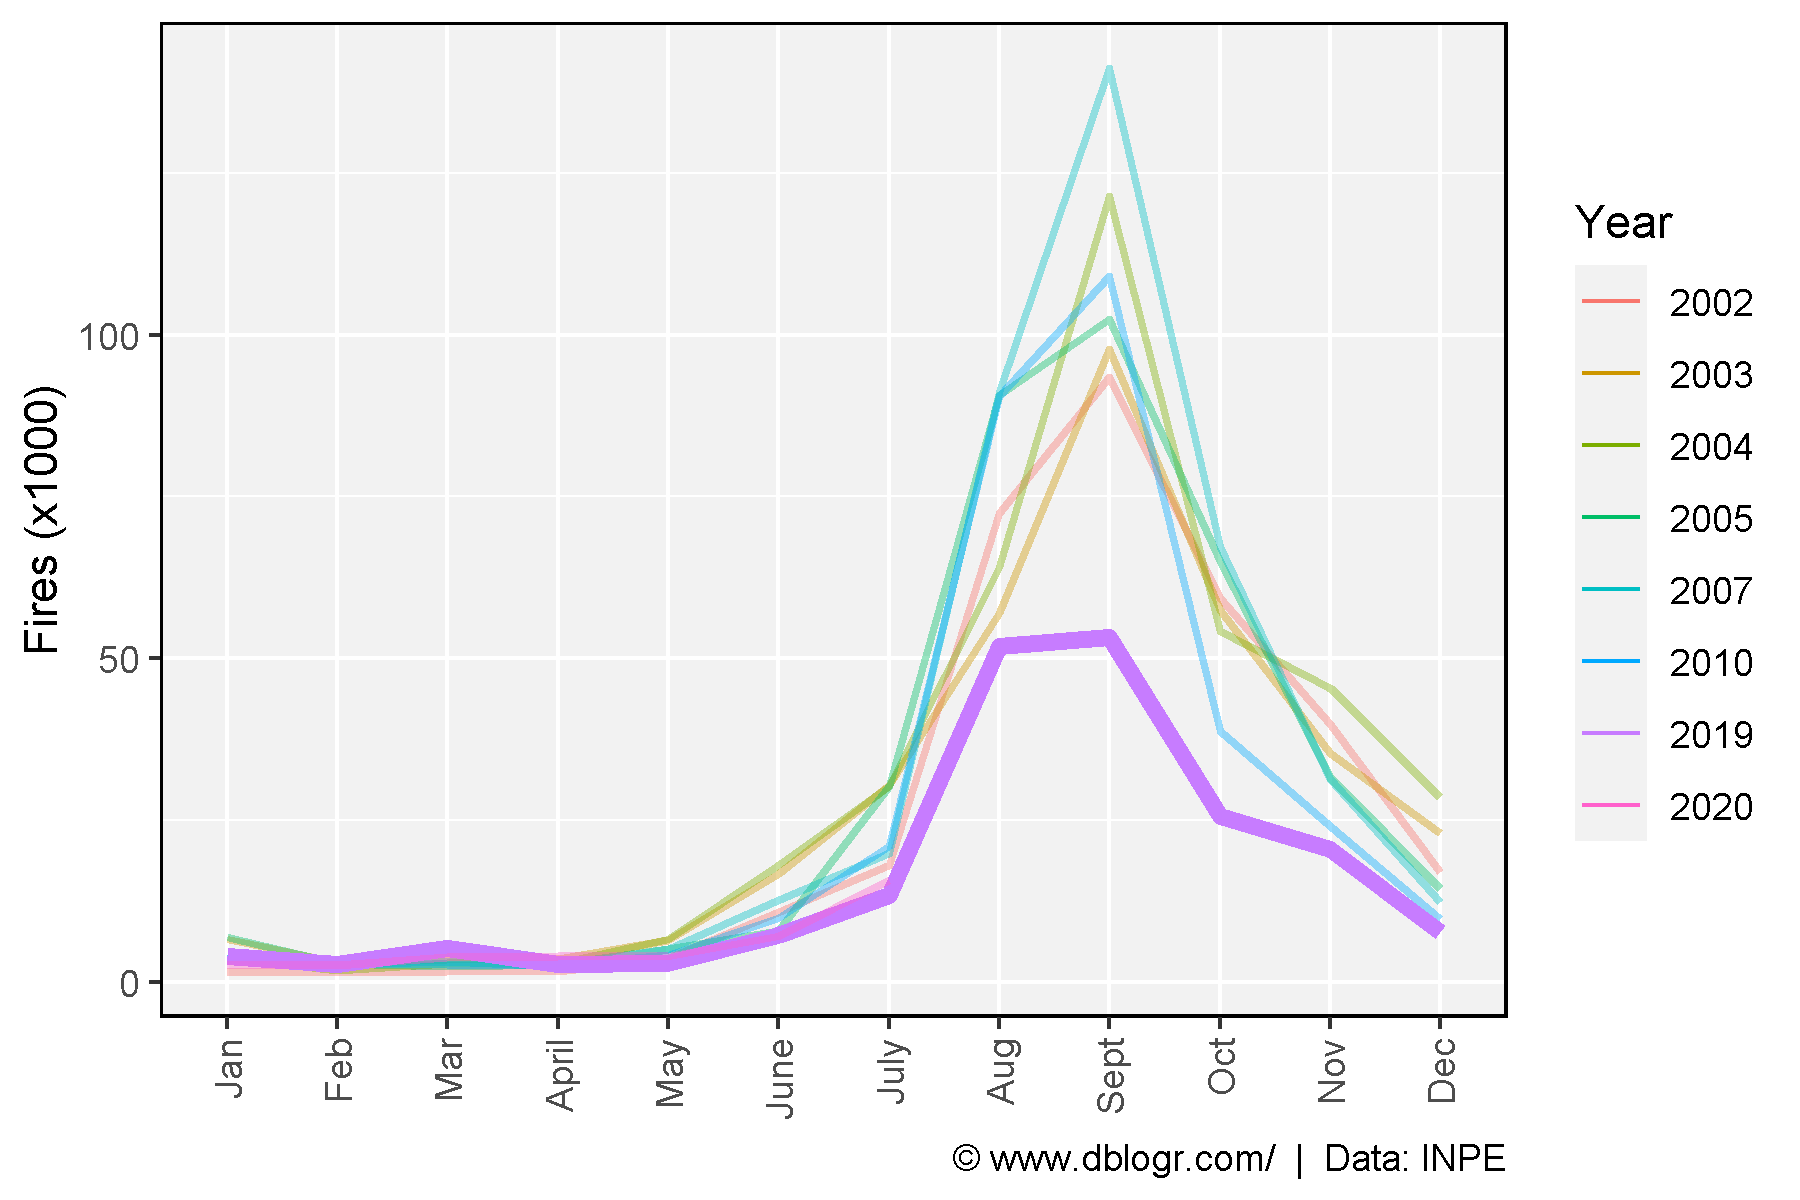 Fires (x1000)
100
50
0
Jan
Feb
Mar
April
May
June
July
Aug
Sept
Oct
Nov
Dec
Year
2002
2003
2004
2005
2007
2010
2019
2020
© www.dblogr.com/ | Data: INPE